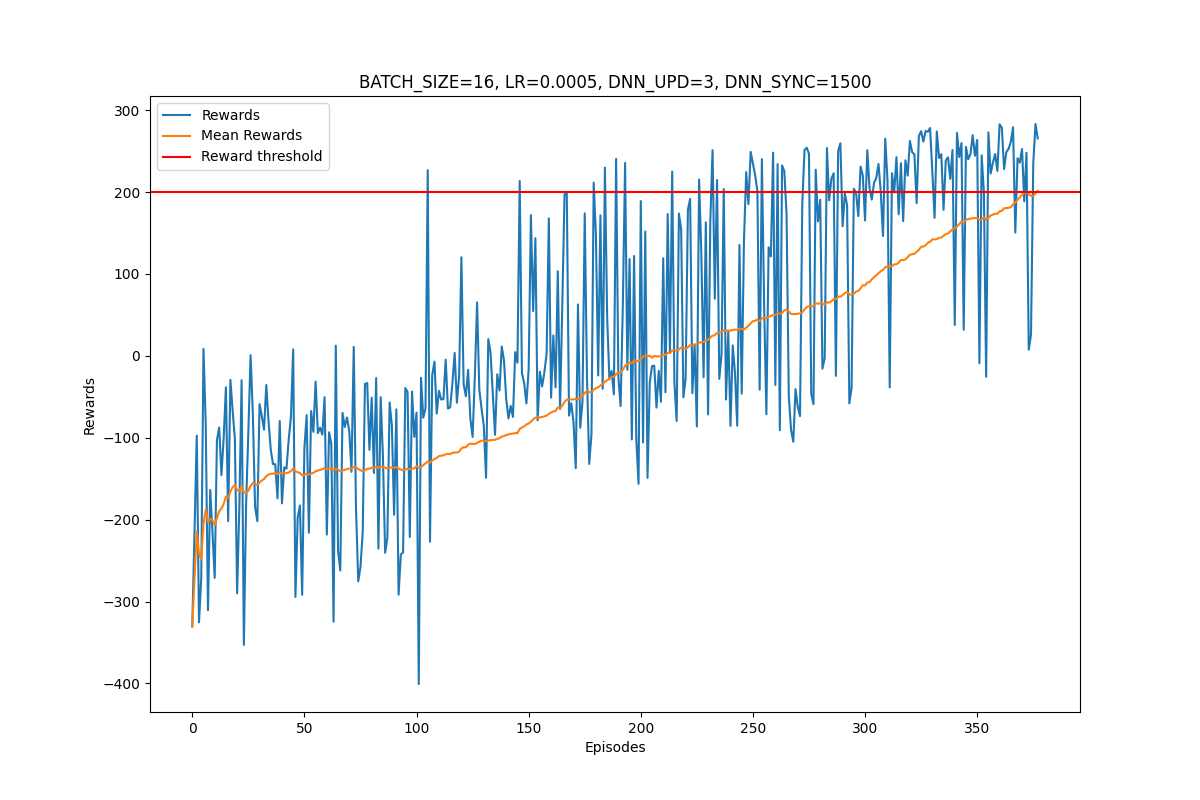 BATCH_SIZE=16, LR=0.0005, DNN_UPD=3, DNN_SYNC=1500
Rewards
Mean Rewards
Reward threshold
300
200
100
0
−100
−200
−300
−400
Rewards
0 50 100 150 200 250 300 350
Episodes